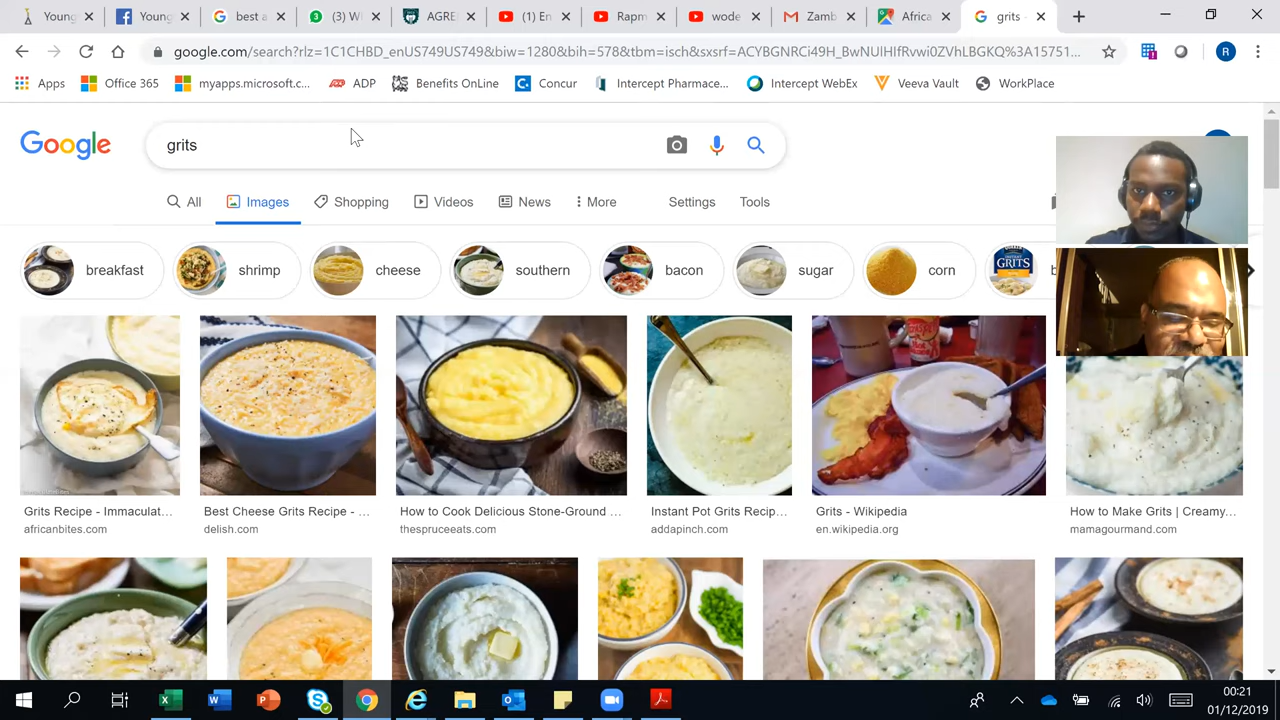 Young
Young
best a
(3) W
AGRE
(1) En
Rapm
wode
Zamb
Africa
grits -
google.com/search?rlz=1C1CHBD_enUS749US749&biw=1280&bih=578&tbm=isch&sxsrf=ACYBGNRCi49H_BwNUIHIfRvwi0ZVhLBGKQ%3A15751...
R
Apps
Office 365
myapps.microsoft.c...
ADP
Benefits OnLine
Concur
Intercept Pharmace...
Intercept WebEx
Veeva Vault
WorkPlace
Google
grits
All
Images
Shopping
Videos
News
More
Settings
Tools
breakfast
shrimp
cheese
southern
bacon
sugar
corn
GRITS
Grits Recipe - Immaculat...
africanbites.com
Best Cheese Grits Recipe - ...
delish.com
How to Cook Delicious Stone-Ground ...
thespruceeats.com
Instant Pot Grits Recip...
addapinch.com
Grits - Wikipedia
en.wikipedia.org
How to Make Grits | Creamy...
mamagourmand.com
00:21
01/12/2019